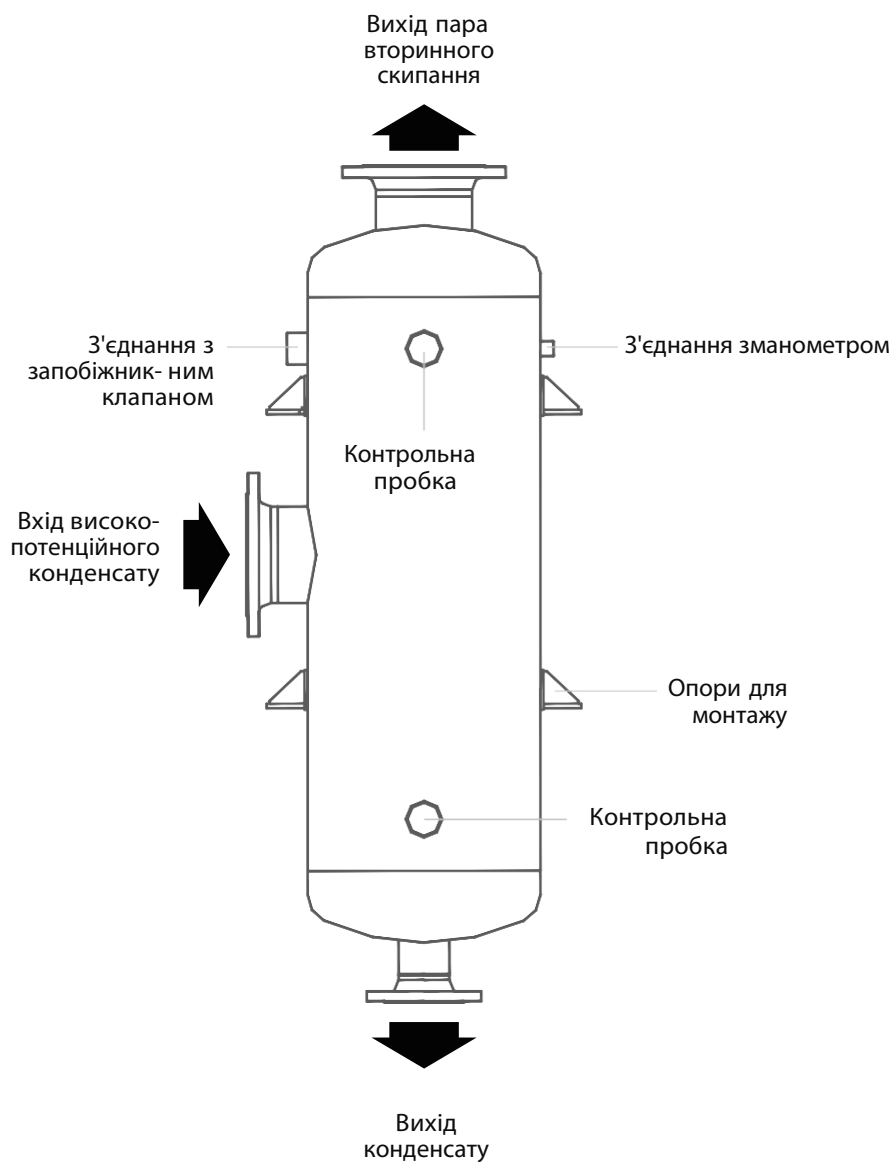 Вихід пара
вторинного
скипання
З'єднання з
запобіжник- ним
клапаном
З'єднання зманометром
Контрольна
пробка
Вхід високо-
потенційного
конденсату
Опори для
монтажу
Контрольна
пробка
Вихід
конденсату